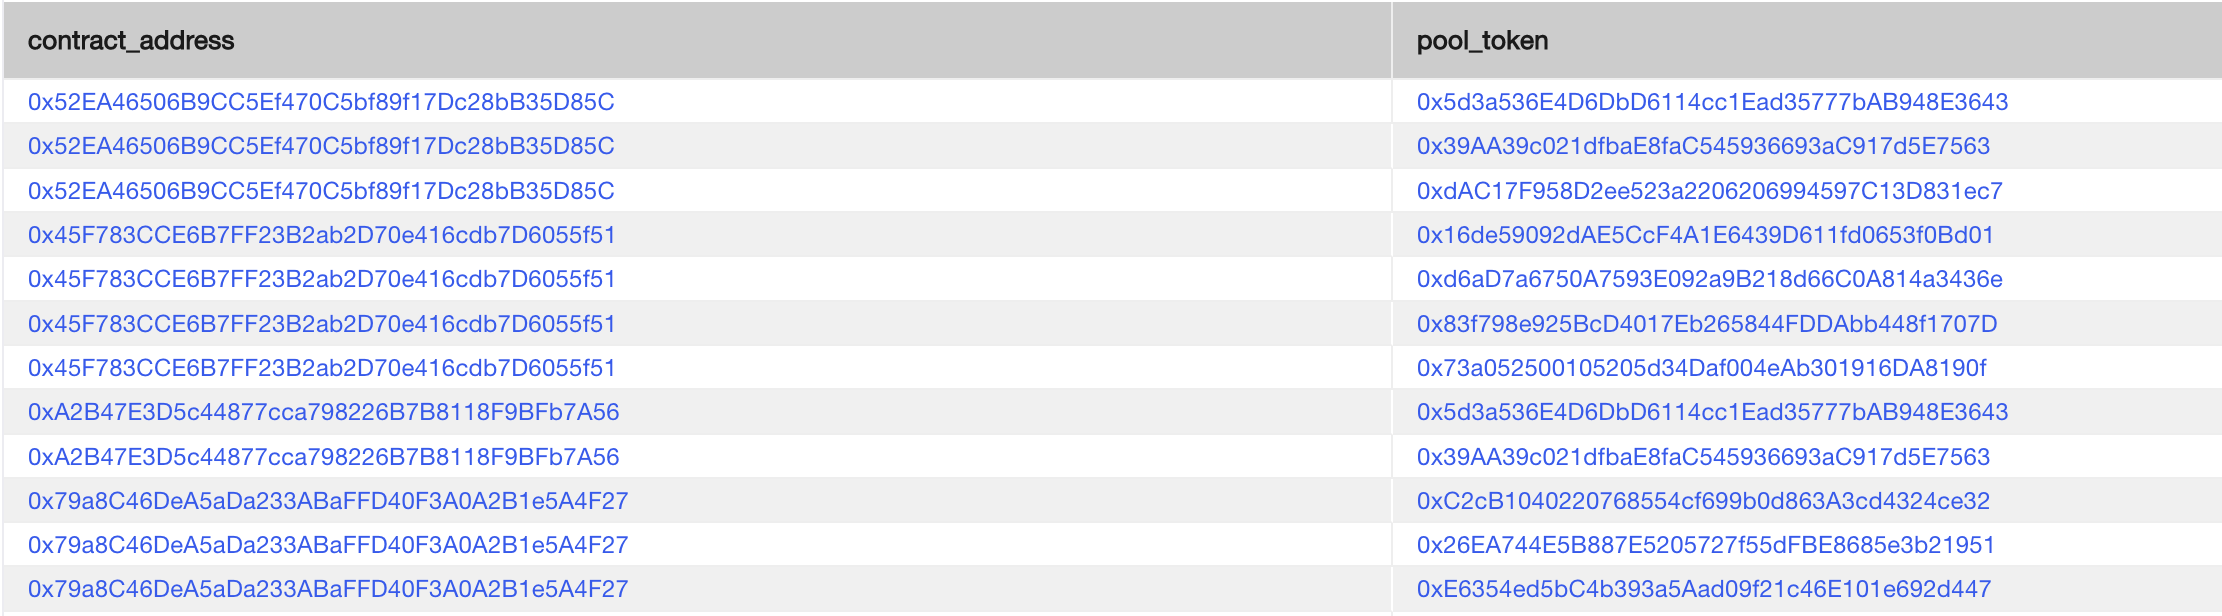 contract_address pool_token
0x52EA46506B9CC5Ef470C5bf89f17Dc28bB35D85C 0x5d3a536E4D6DbD6114cc1Ead35777bAB948E3643
0x52EA46506B9CC5Ef470C5bf89f17Dc28bB35D85C 0x39AA39c021dfbaE8faC545936693aC917d5E7563
0x52EA46506B9CC5Ef470C5bf89f17Dc28bB35D85C 0xdAC17F958D2ee523a2206206994597C13D831ec7
0x45F783CCE6B7FF23B2ab2D70e416cdb7D6055f51 0x16de59092dAE5CcF4A1E6439D611fd0653f0Bd01
0x45F783CCE6B7FF23B2ab2D70e416cdb7D6055f51 0xd6aD7a6750A7593E092a9B218d66C0A814a3436e
0x45F783CCE6B7FF23B2ab2D70e416cdb7D6055f51 0x83f798e925BcD4017Eb265844FDDAbb448f1707D
0x45F783CCE6B7FF23B2ab2D70e416cdb7D6055f51 0x73a052500105205d34Daf004eAb301916DA8190f
0xA2B47E3D5c44877cca798226B7B8118F9BFb7A56 0x5d3a536E4D6DbD6114cc1Ead35777bAB948E3643
0xA2B47E3D5c44877cca798226B7B8118F9BFb7A56 0x39AA39c021dfbaE8faC545936693aC917d5E7563
0x79a8C46DeA5aDa233ABaFFD40F3A0A2B1e5A4F27 0xC2cB1040220768554cf699b0d863A3cd4324ce32
0x79a8C46DeA5aDa233ABaFFD40F3A0A2B1e5A4F27 0x26EA744E5B887E5205727f55dFBE8685e3b21951
0x79a8C46DeA5aDa233ABaFFD40F3A0A2B1e5A4F27 0xE6354ed5bC4b393a5Aad09f21c46E101e692d447